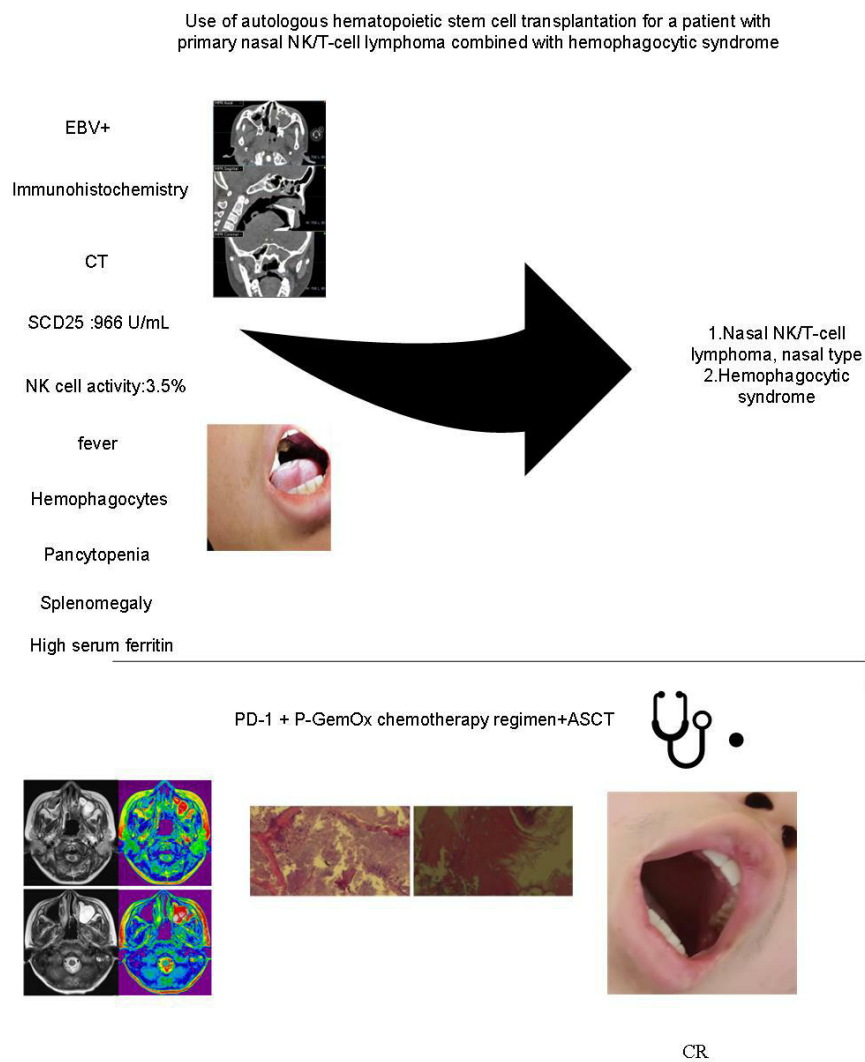 Use of autologous hematopoietic stem cell transplantation for a patient with
primary nasal NK/T-cell lymphoma combined with hemophagocytic syndrome
EBV+
Immunohistochemistry
CT
SCD25 :966 U/mL
NK cell activity:3.5%
fever
Hemophagocytes
Pancytopenia
Splenomegaly
High serum ferritin
1.Nasal NK/T-cell
lymphoma, nasal type
2.Hemophagocytic
syndrome
PD-1 + P-GemOx chemotherapy regimen+ASCT
CR